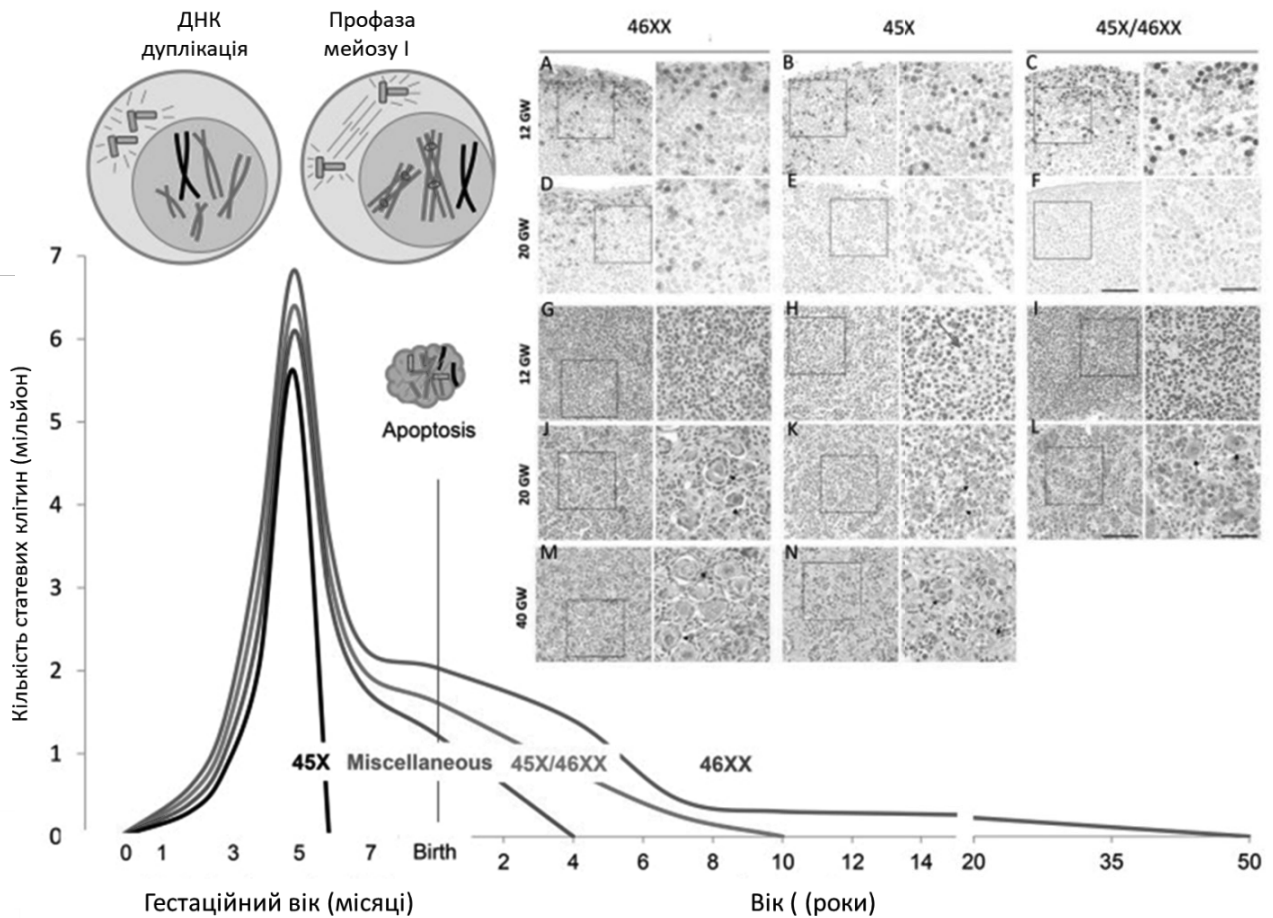 ДНК
дуплікація
Профаза
мейозу І
46XX
45X
45X/46XX
12 GW
A
B
C
20 GW
D
E
F
12 GW
G
H
I
20 GW
J
K
L
40 GW
M
N
Apoptosis
Кількість статевих клітин (мільйон)
7
6
5
4
3
2
1
0
45X Miscellaneous 45X/46XX 46XX
0 1 3 5 7 Birth 2 4 6 8 10 12 14 20 35 50
Гестаційний вік (місяці)
Вік ( (роки)